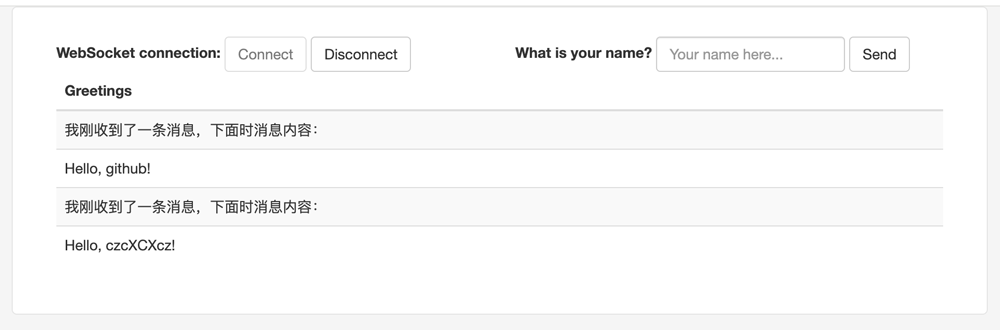 WebSocket connection: Connect Disconnect What is your name? Your name here... Send
Greetings
我刚收到了一条消息，下面时消息内容：
Hello, github!
我刚收到了一条消息，下面时消息内容：
Hello, czcXCXcz!